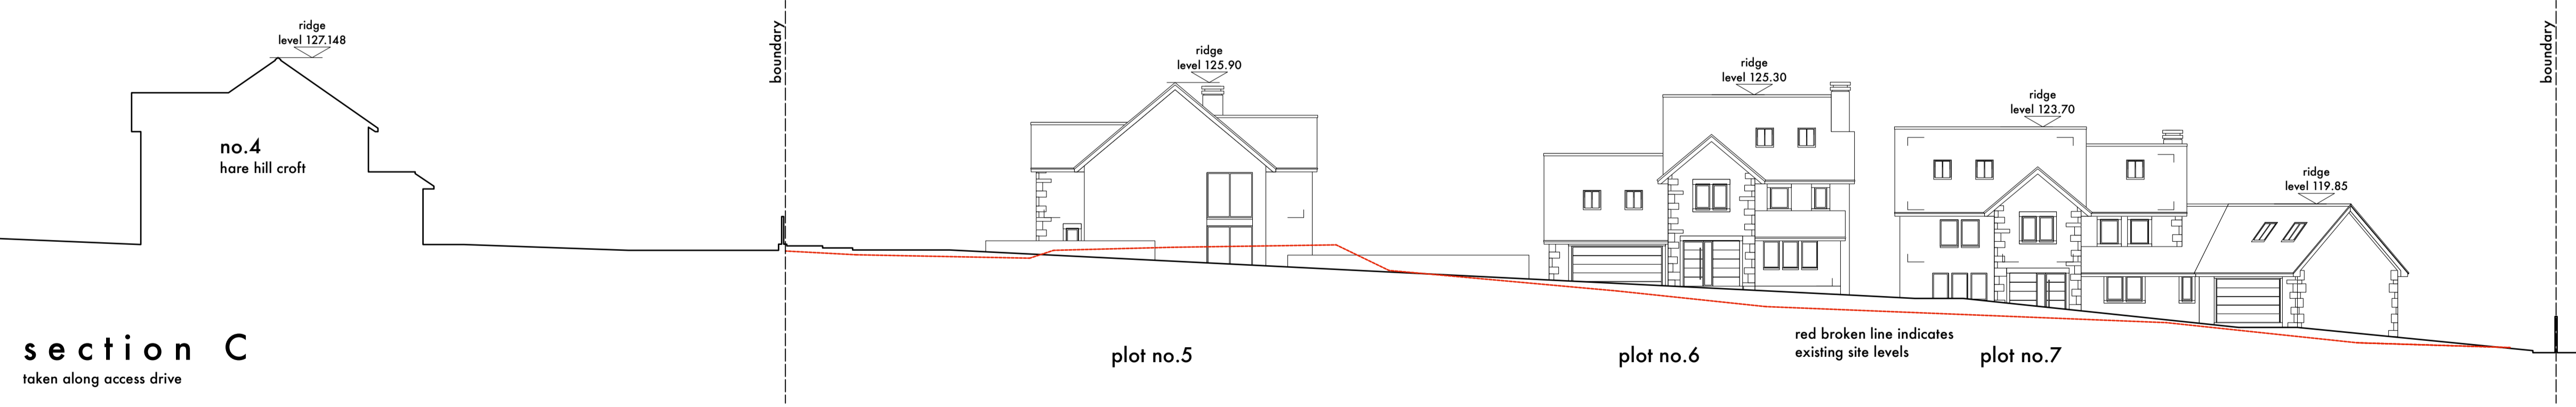 ridge
level 127.148
no.4
hare hill croft
boundary
ridge
level 125.90
ridge
level 125.30
ridge
level 123.70
ridge
level 119.85
boundary
section C
taken along access drive
plot no.5
plot no.6
red broken line indicates
existing site levels
plot no.7